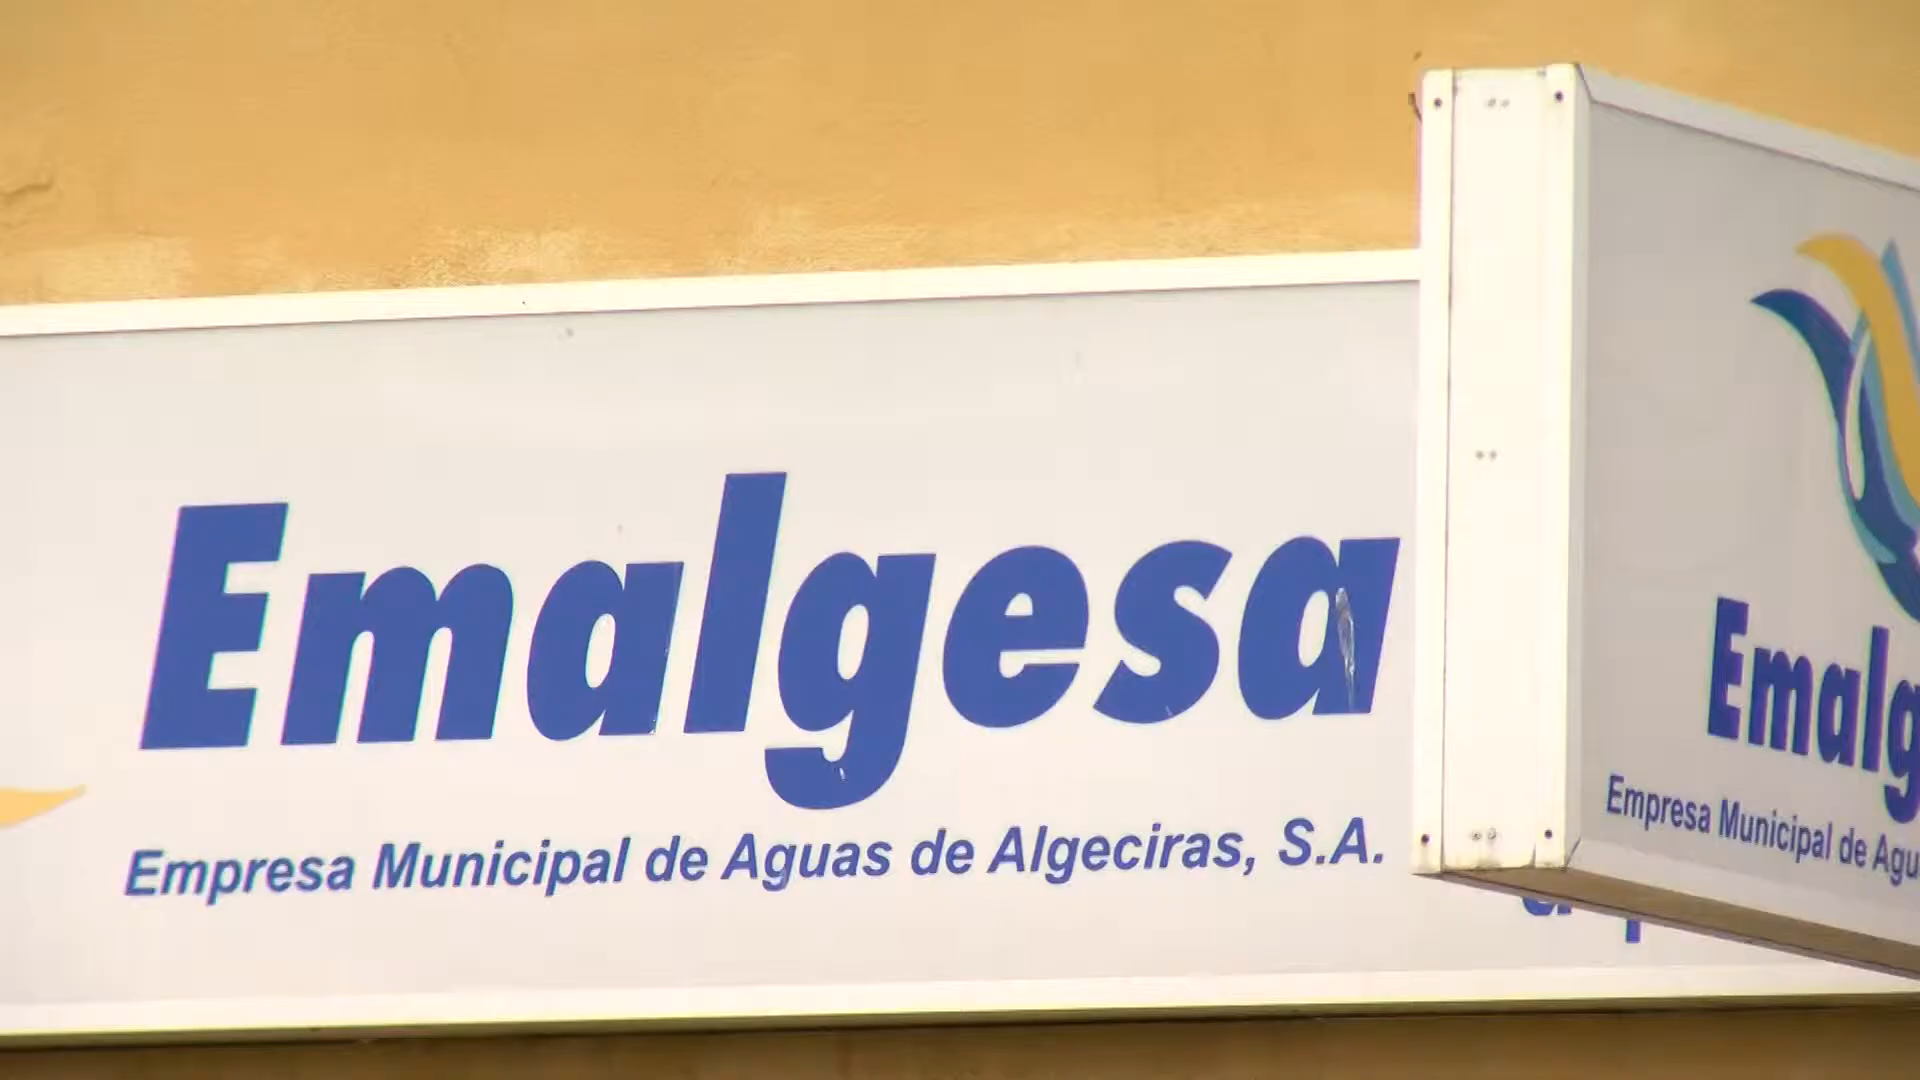 Emalgesa
Empresa Municipal de Aguas de Algeciras, S.A.
Emalg
Empresa Municipal de Agu